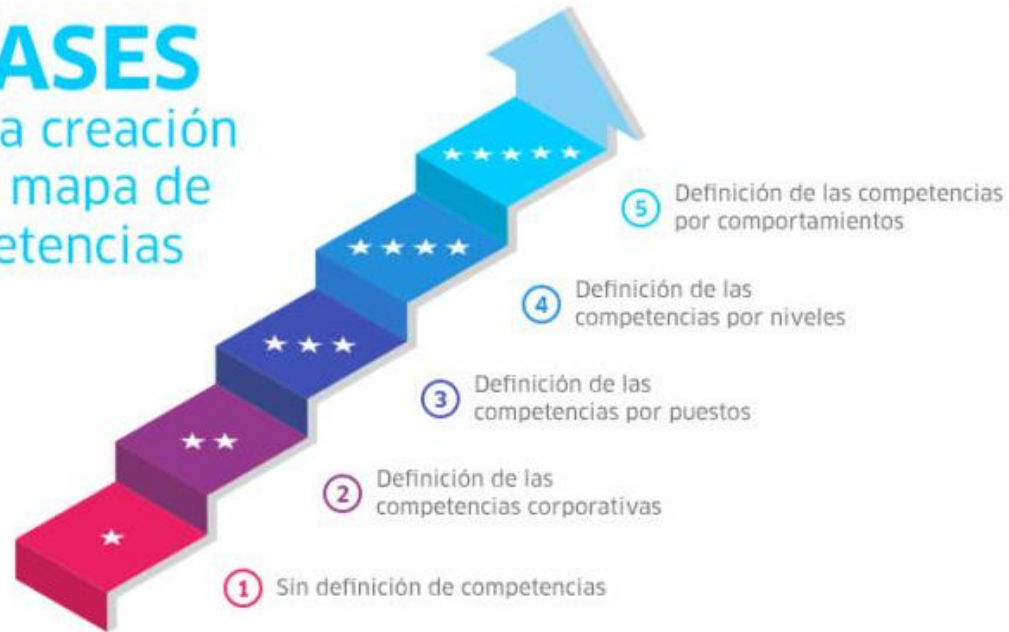 ASES
a creación
mapa de
etencias
5 Definición de las competencias
por comportamientos
4 Definición de las
competencias por niveles
3 Definición de las
competencias por puestos
2 Definición de las
competencias corporativas
1 Sin definición de competencias